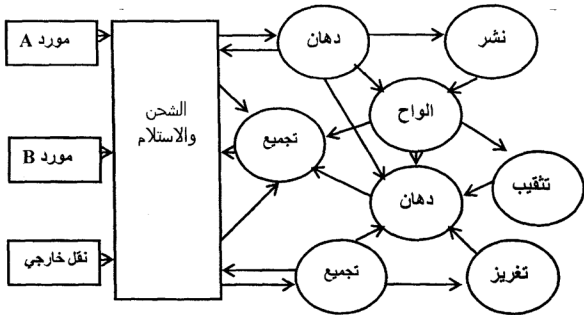 مورد A
مورد B
نقل خارجي
الشحن
والاستلام
دهان
نشر
الواح
تجميع
تثقيب
دهان
تجميع
تغريز